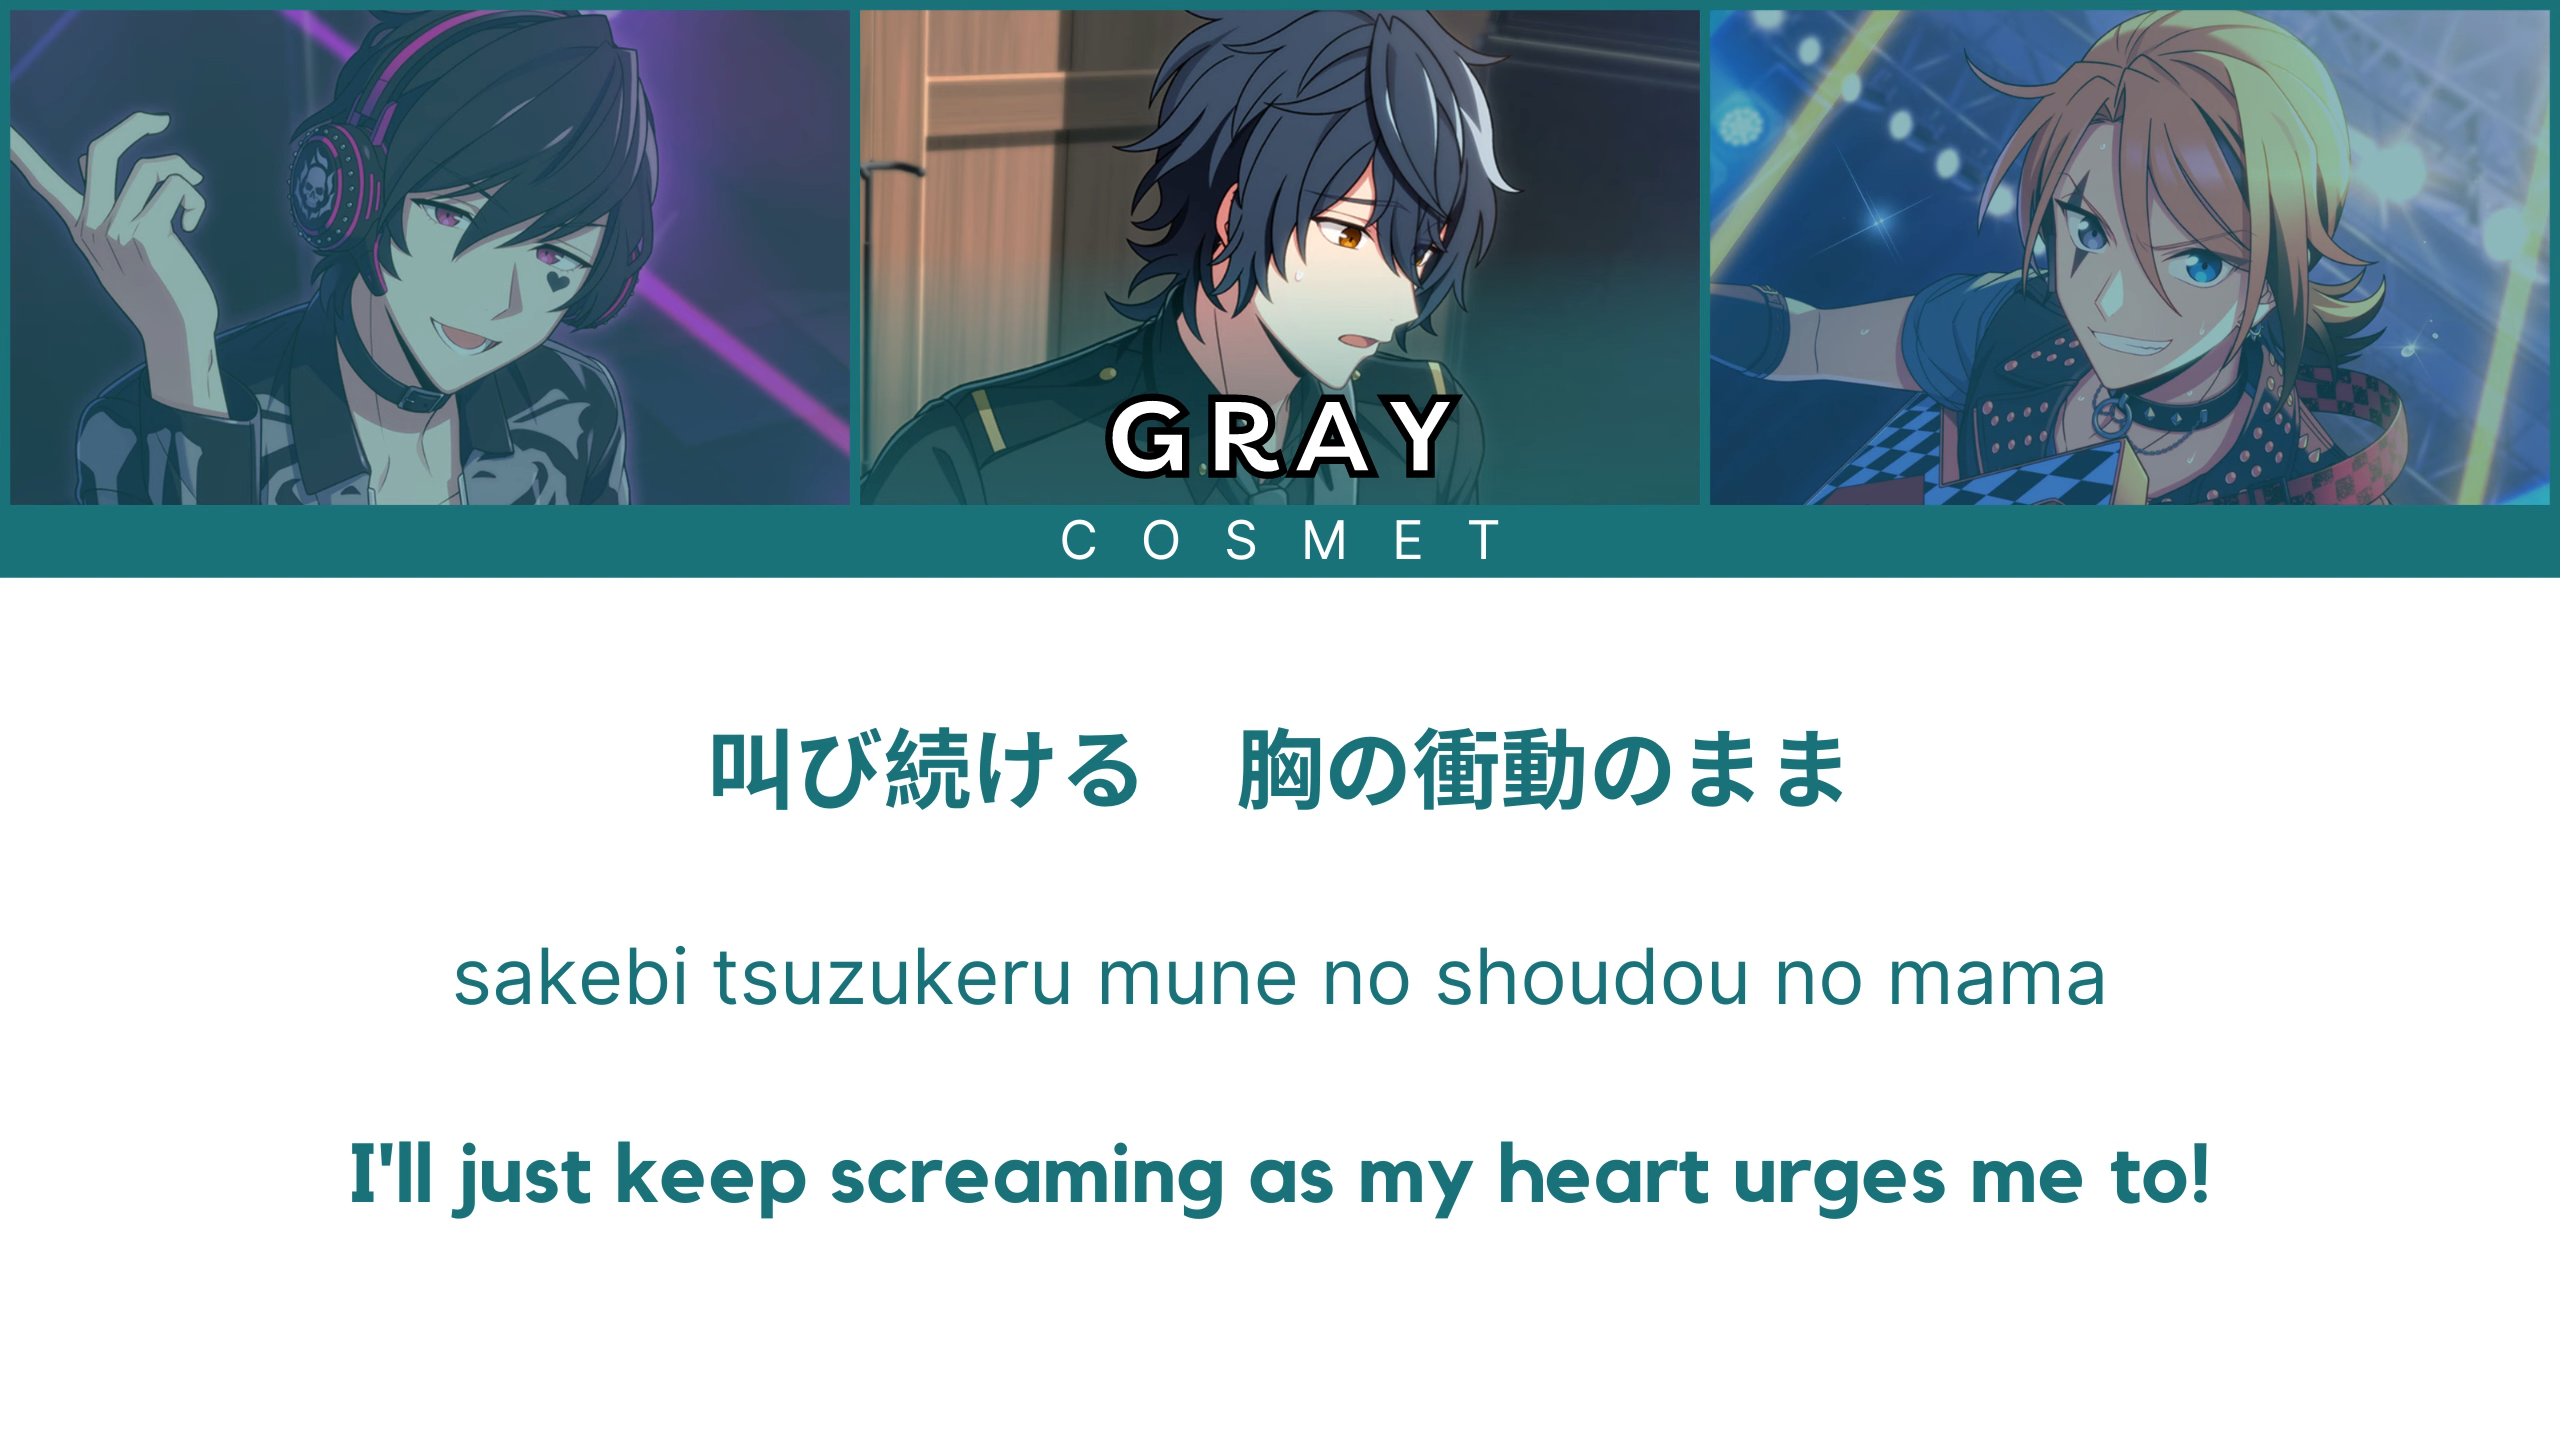 GRAY
COSMET
叫び続ける　胸の衝動のまま
sakebi tsuzukeru mune no shoudou no mama
I'll just keep screaming as my heart urges me to!